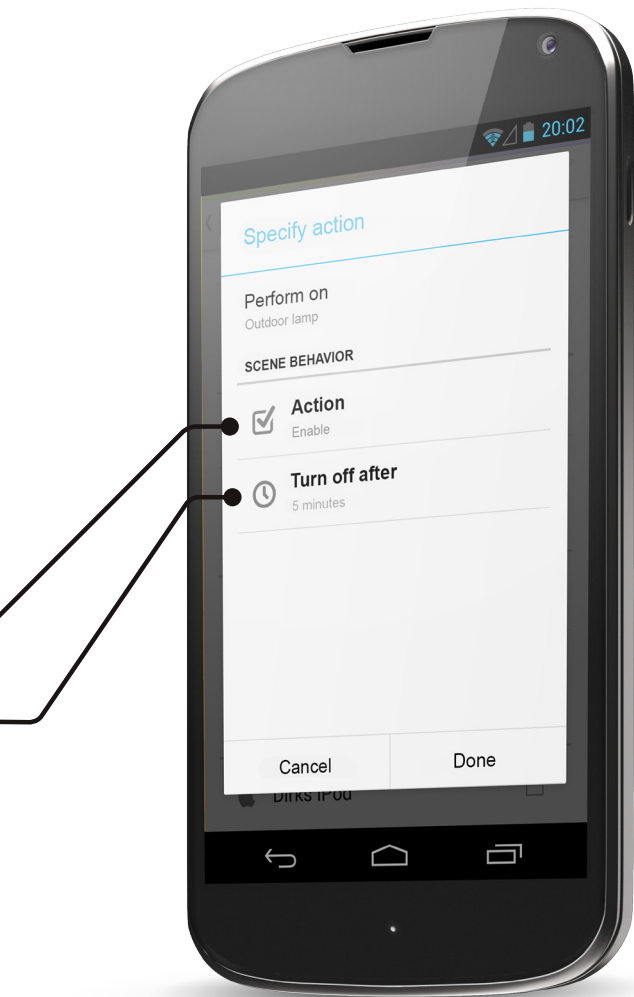 20:02
Specify action
Perform on
Outdoor lamp
SCENE BEHAVIOR
Action
Enable
Turn off after
5 minutes
Cancel
Done
Dirks iPod